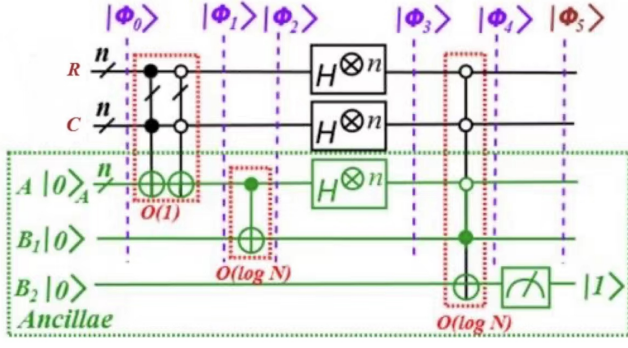 |Φ₀⟩ |Φ₁⟩ |Φ₂⟩ |Φ₃⟩ |Φ₄⟩ |Φ₅⟩
R n H⊗n
C n H⊗n
A |0⟩A n H⊗n
O(1)
B₁|0⟩
O(log N)
B₂|0⟩ |1⟩
Ancillae O(log N)